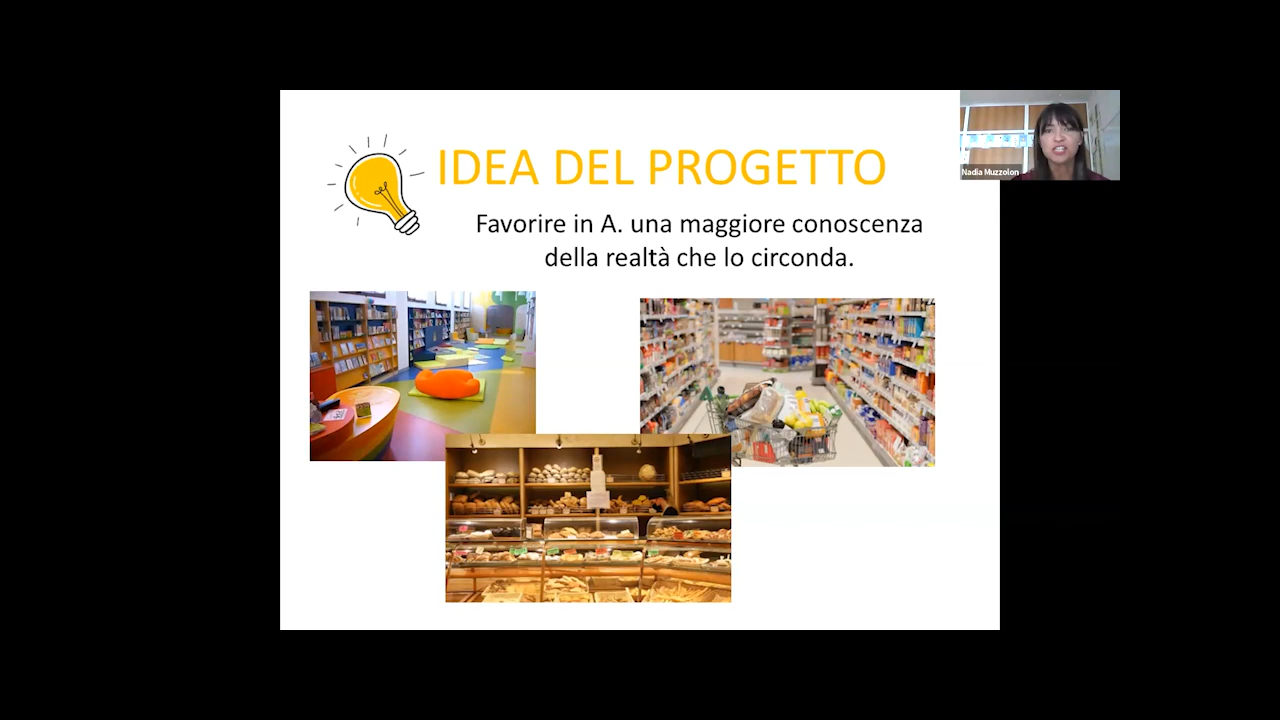 IDEA DEL PROGETTO
Favorire in A. una maggiore conoscenza
della realtà che lo circonda.
Nadia Muzzolon